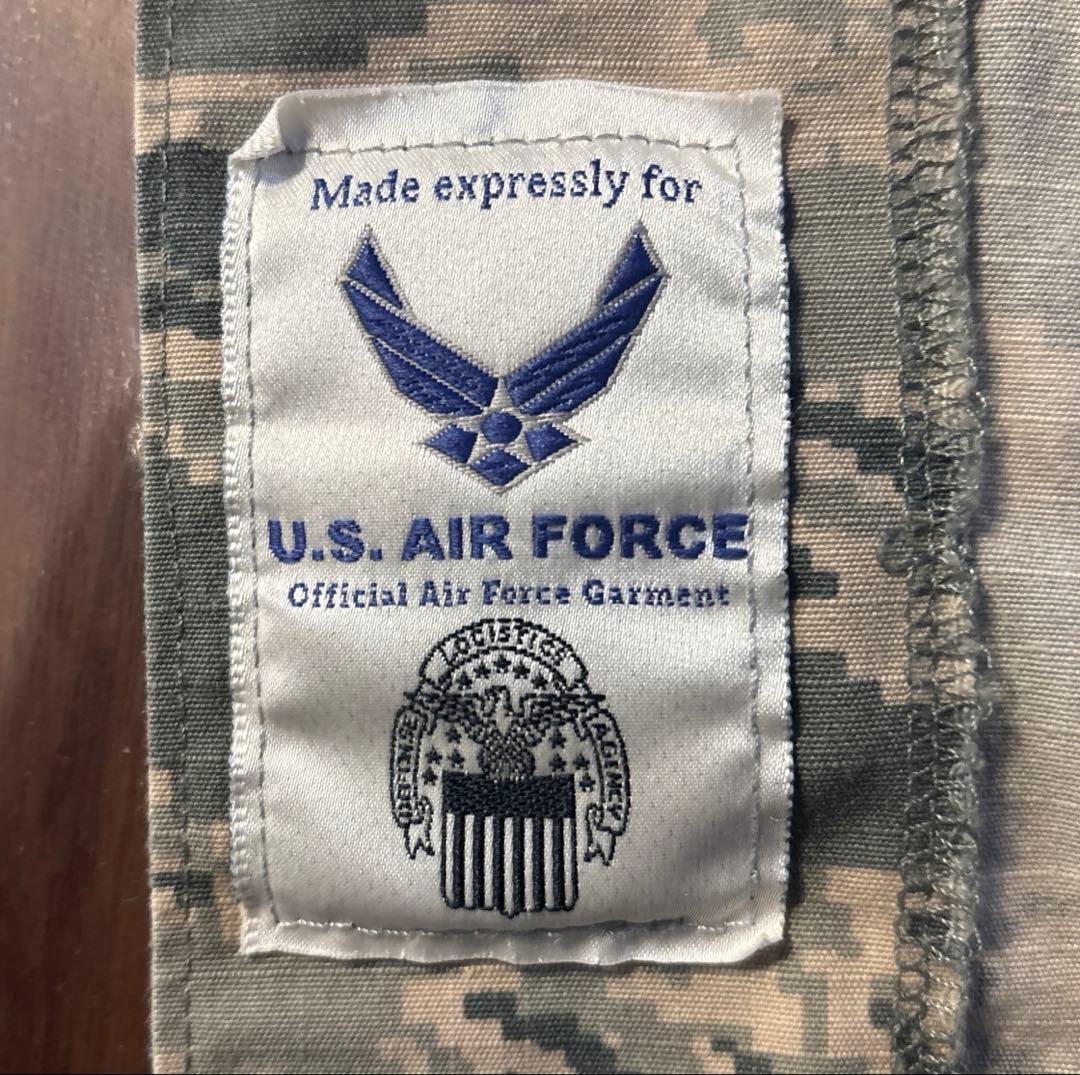 Made expressly for
U.S. AIR FORCE
Official Air Force Garment
DEFENSE LOGISTICS AGENCY